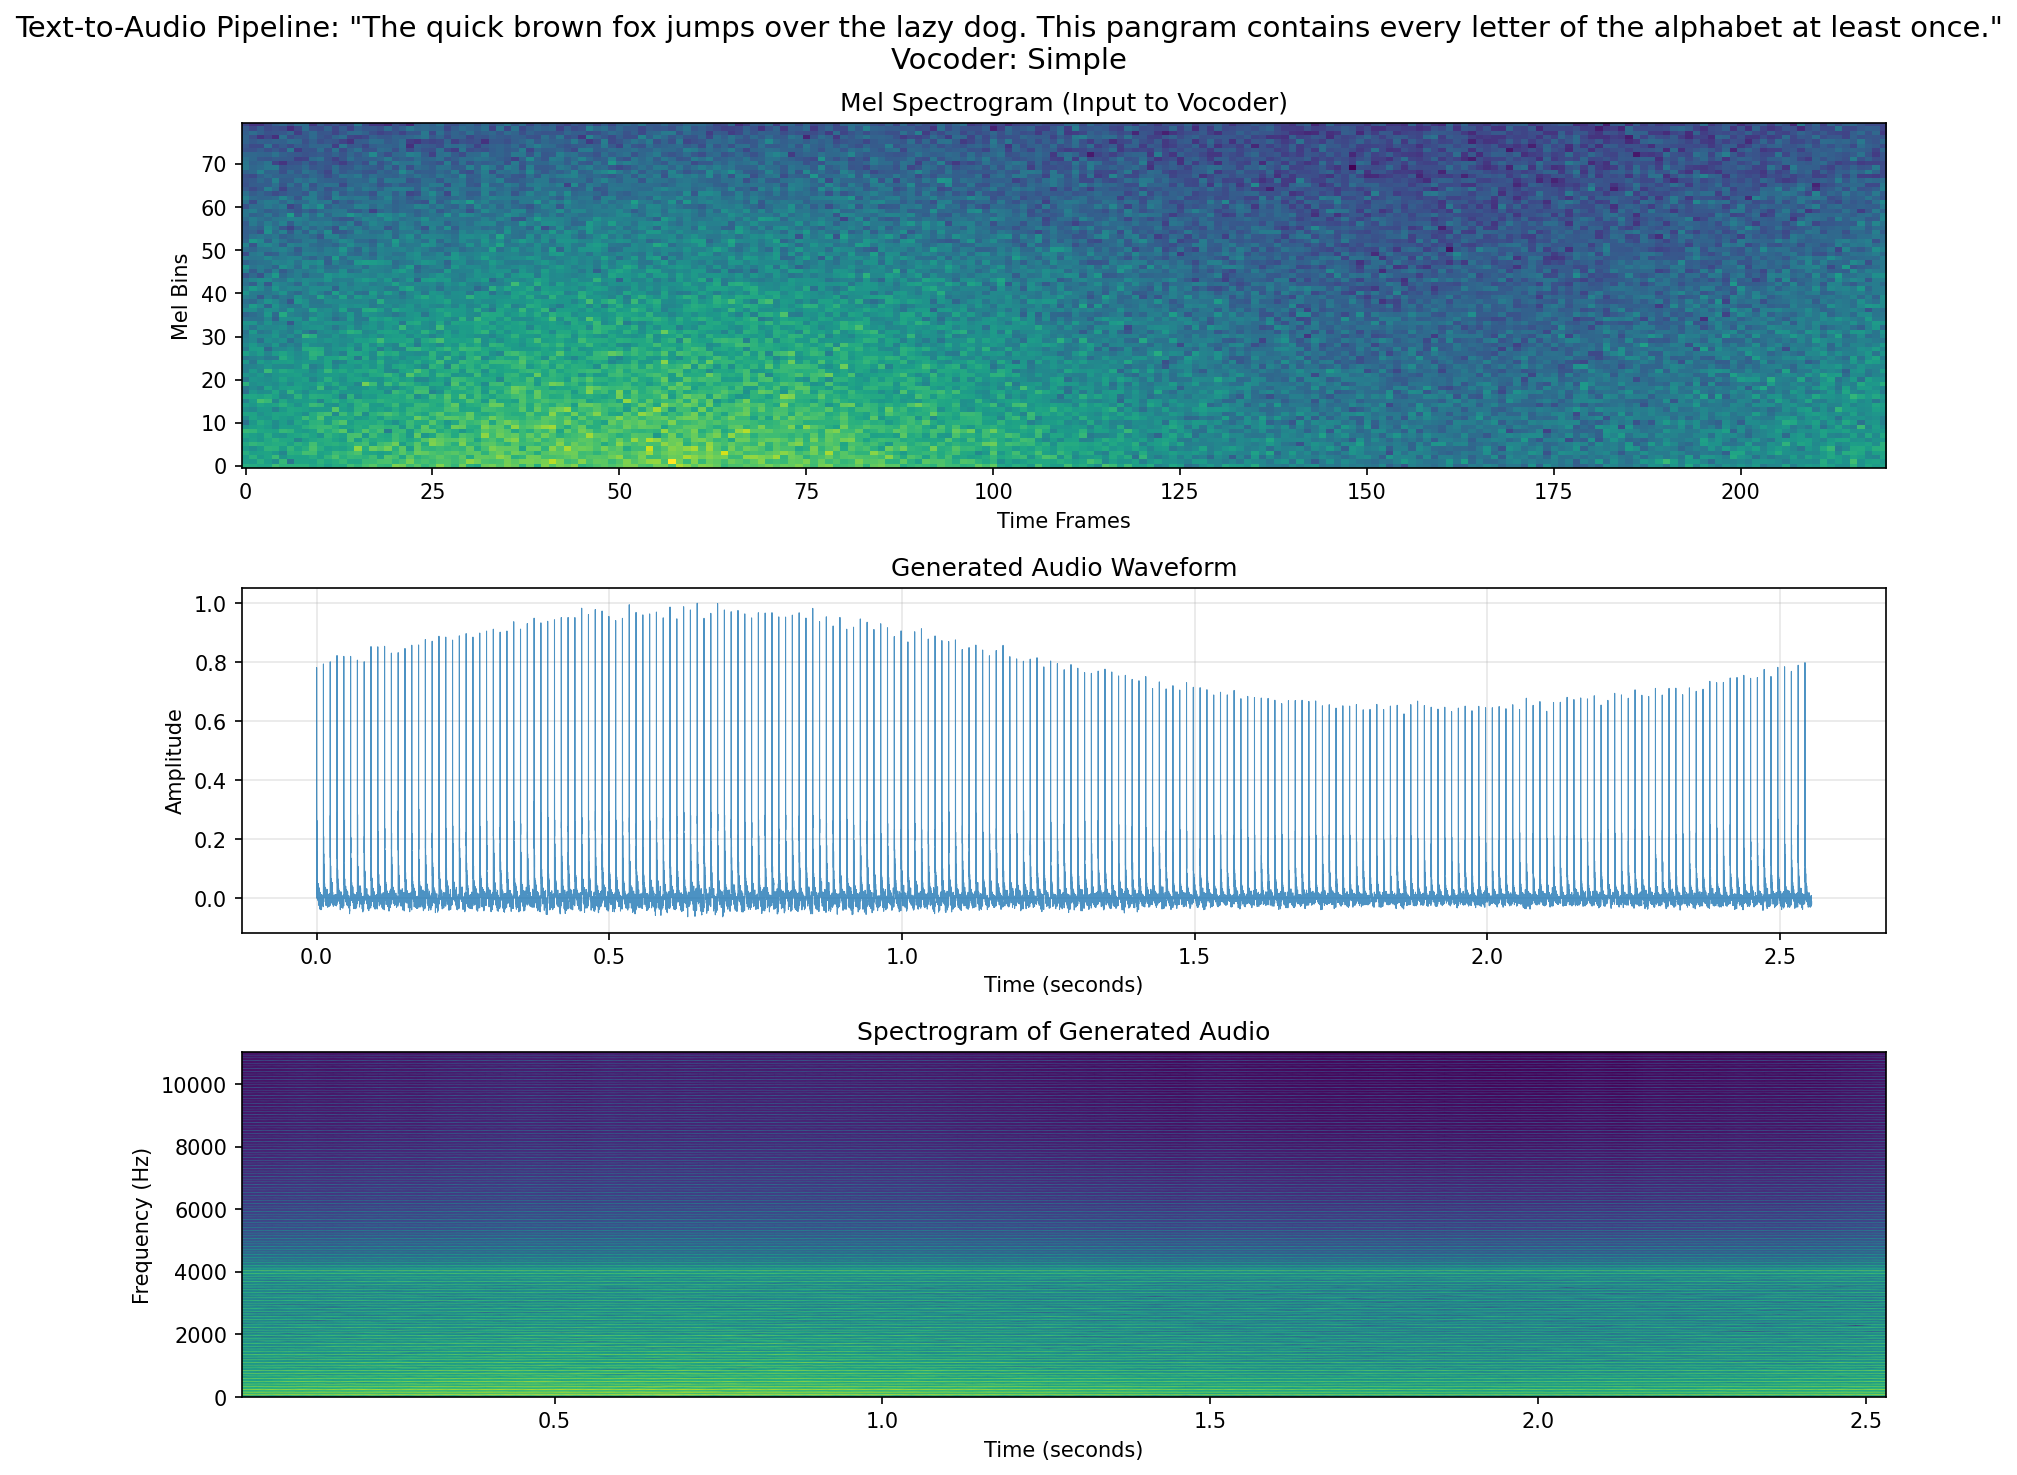 Text-to-Audio Pipeline: "The quick brown fox jumps over the lazy dog. This pangram contains every letter of the alphabet at least once."
Vocoder: Simple
Mel Spectrogram (Input to Vocoder)
Mel Bins
70
60
50
40
30
20
10
0
0 25 50 75 100 125 150 175 200
Time Frames
Generated Audio Waveform
Amplitude
1.0
0.8
0.6
0.4
0.2
0.0
0.0 0.5 1.0 1.5 2.0 2.5
Time (seconds)
Spectrogram of Generated Audio
Frequency (Hz)
10000
8000
6000
4000
2000
0
0.5 1.0 1.5 2.0 2.5
Time (seconds)